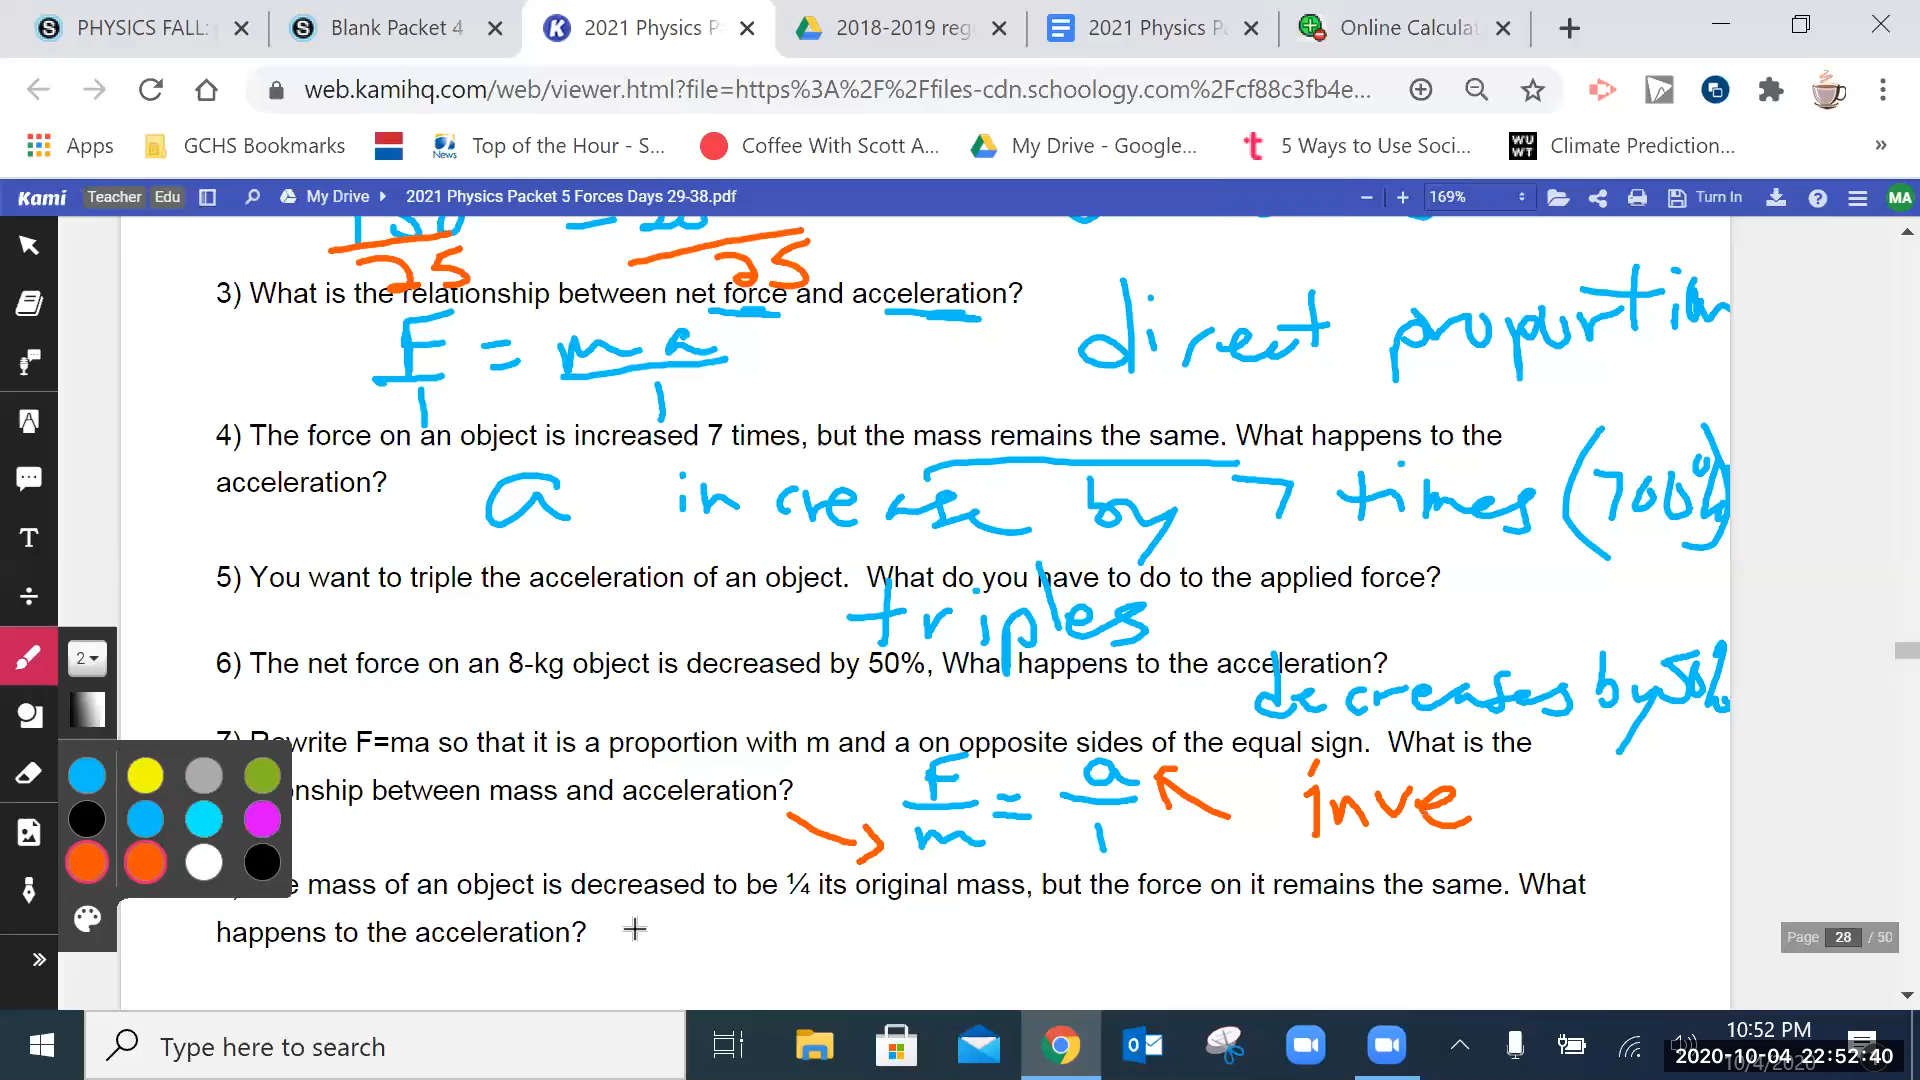 PHYSICS FALL:
Blank Packet 4
2021 Physics P
2018-2019 reg
2021 Physics P
Online Calculat
web.kamihq.com/web/viewer.html?file=https%3A%2F%2Ffiles-cdn.schoology.com%2Fcf88c3fb4e...
Apps
GCHS Bookmarks
News
Top of the Hour - S...
Coffee With Scott A...
My Drive - Google...
5 Ways to Use Soci...
WU WT
Climate Prediction...
»
Kami
Teacher
Edu
My Drive
2021 Physics Packet 5 Forces Days 29-38.pdf
169%
Turn In
MA
25
25
3) What is the relationship between net force and acceleration?
F/1 = ma/1
direct proportion
4) The force on an object is increased 7 times, but the mass remains the same. What happens to the
acceleration?
a increase by 7 times (700%)
5) You want to triple the acceleration of an object. What do you have to do to the applied force?
triples
6) The net force on an 8-kg object is decreased by 50%, What happens to the acceleration?
decreases by 50%
7) Rewrite F=ma so that it is a proportion with m and a on opposite sides of the equal sign. What is the
onship between mass and acceleration?
F/m = a/1
inve
e mass of an object is decreased to be ¼ its original mass, but the force on it remains the same. What
happens to the acceleration?
2
Page 28 / 50
Type here to search
10:52 PM
2020-10-04 22:52:40